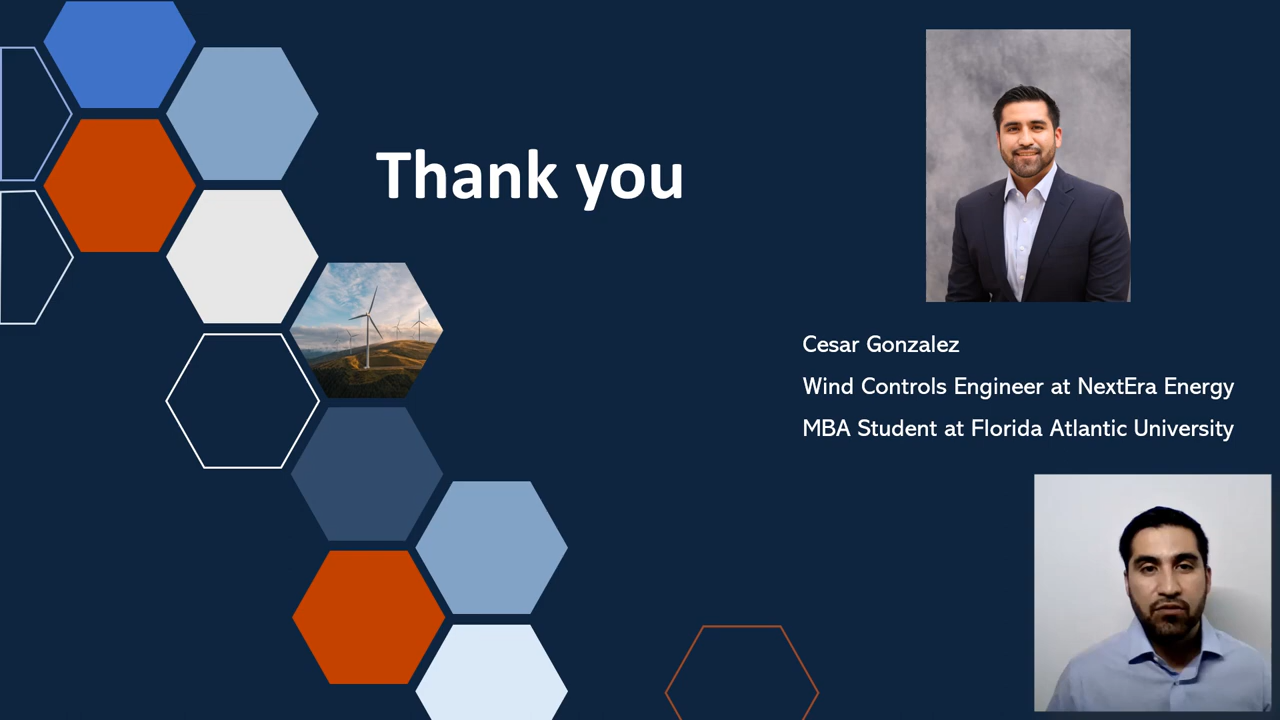 Thank you
Cesar Gonzalez
Wind Controls Engineer at NextEra Energy
MBA Student at Florida Atlantic University